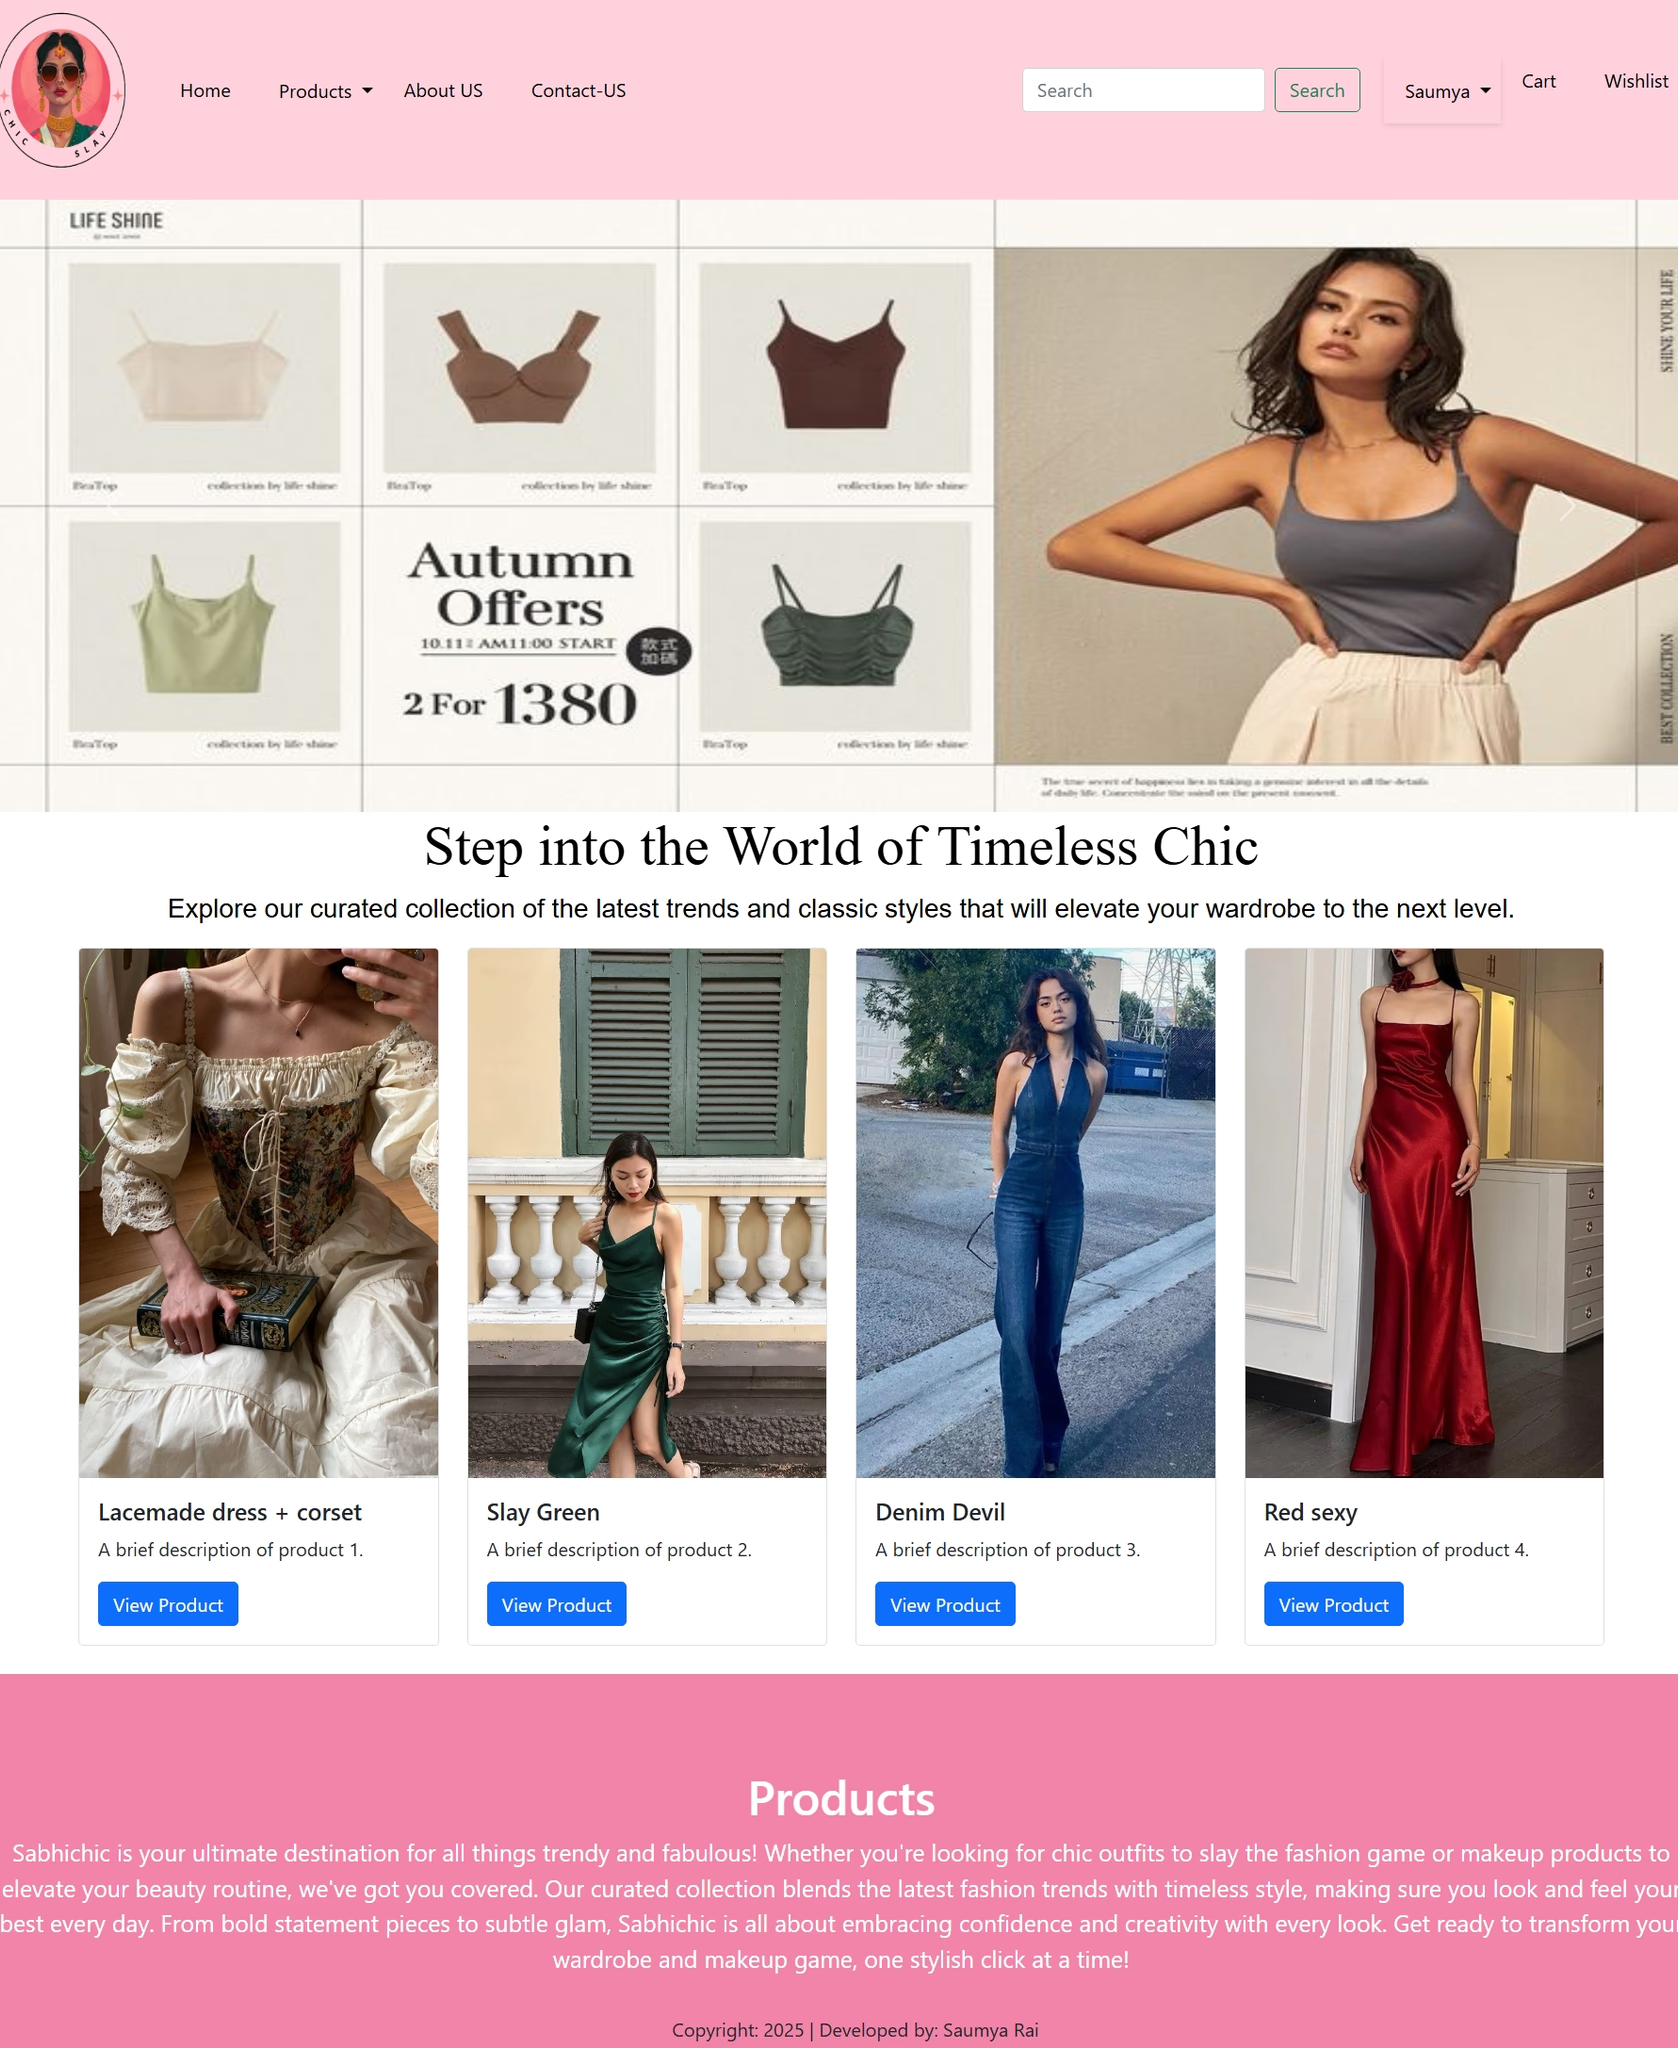 CHIC SLAY
Home Products About US Contact-US Search Search Saumya Cart Wishlist
LIFE SHINE
SHINE YOUR LIFE
BraTop collection by life shine
BraTop collection by life shine
BraTop collection by life shine
Autumn
Offers
10.11 AM11:00 START
款式
加碼
2 For 1380
BraTop collection by life shine
BraTop collection by life shine
BEST COLLECTION
The true secret of happiness lies in taking a genuine interest in all the details
of daily life. Concentrate the mind on the present moment.
Step into the World of Timeless Chic
Explore our curated collection of the latest trends and classic styles that will elevate your wardrobe to the next level.
Lacemade dress + corset
A brief description of product 1.
View Product
Slay Green
A brief description of product 2.
View Product
Denim Devil
A brief description of product 3.
View Product
Red sexy
A brief description of product 4.
View Product
Products
Sabhichic is your ultimate destination for all things trendy and fabulous! Whether you're looking for chic outfits to slay the fashion game or makeup products to
elevate your beauty routine, we've got you covered. Our curated collection blends the latest fashion trends with timeless style, making sure you look and feel your
best every day. From bold statement pieces to subtle glam, Sabhichic is all about embracing confidence and creativity with every look. Get ready to transform your
wardrobe and makeup game, one stylish click at a time!
Copyright: 2025 | Developed by: Saumya Rai